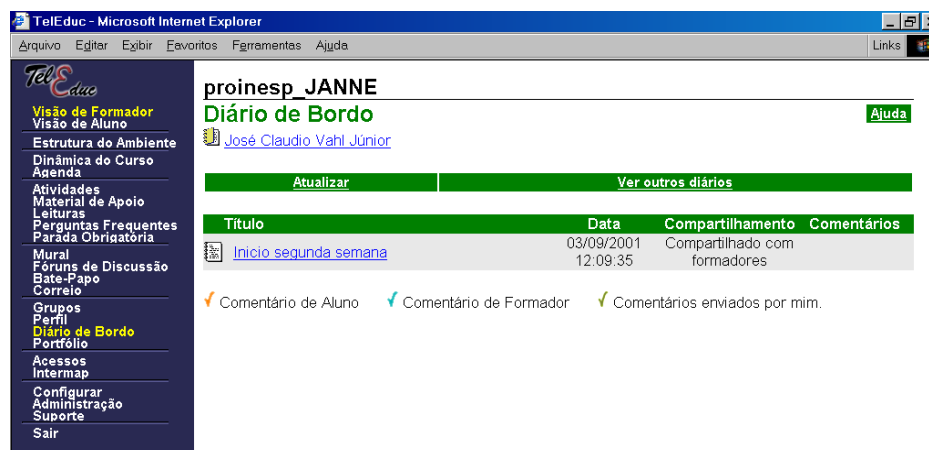 TelEduc - Microsoft Internet Explorer
Arquivo Editar Exibir Favoritos Ferramentas Ajuda Links
TelEduc
Visão de Formador
Visão de Aluno
Estrutura do Ambiente
Dinâmica do Curso
Agenda
Atividades
Material de Apoio
Leituras
Perguntas Frequentes
Parada Obrigatória
Mural
Fóruns de Discussão
Bate-Papo
Correio
Grupos
Perfil
Diário de Bordo
Portfólio
Acessos
Intermap
Configurar
Administração
Suporte
Sair
proinesp_JANNE
Diário de Bordo Ajuda
José Claudio Vahl Júnior
Atualizar Ver outros diários
Título Data Compartilhamento Comentários
Inicio segunda semana 03/09/2001 Compartilhado com
12:09:35 formadores
Comentário de Aluno Comentário de Formador Comentários enviados por mim.